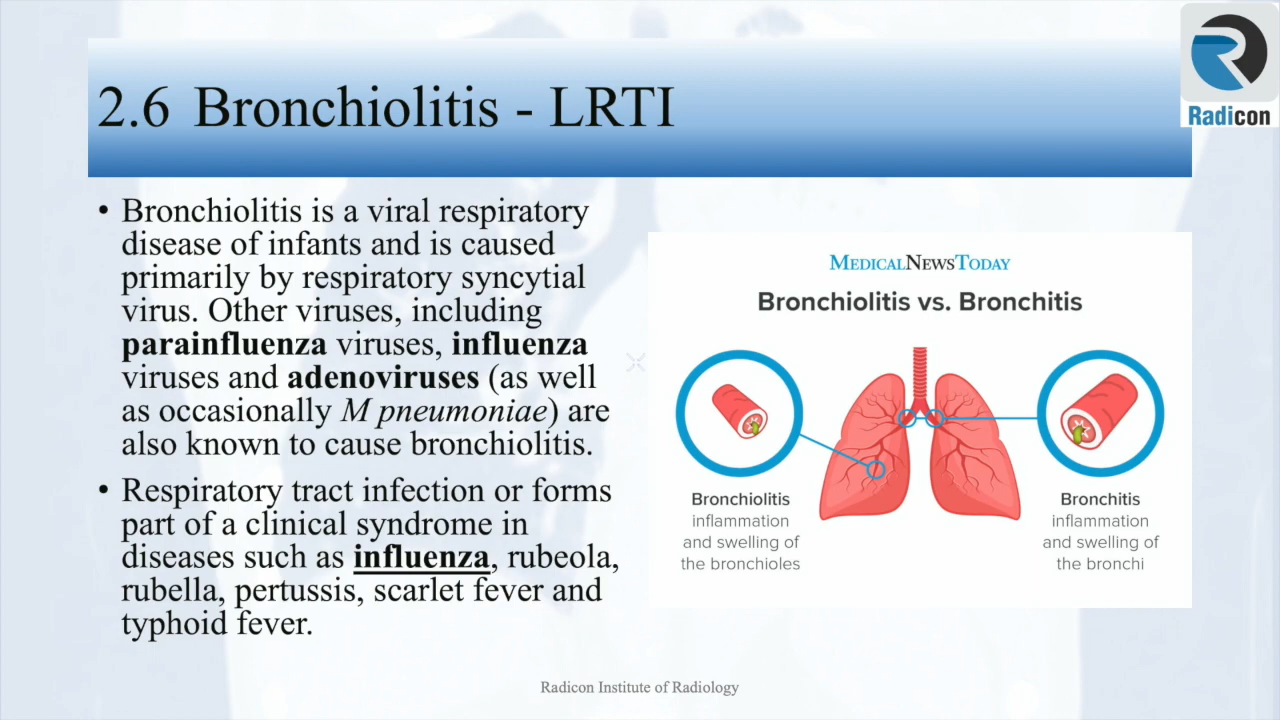 2.6 Bronchiolitis - LRTI
Radicon
• Bronchiolitis is a viral respiratory
disease of infants and is caused
primarily by respiratory syncytial
virus. Other viruses, including
parainfluenza viruses, influenza
viruses and adenoviruses (as well
as occasionally M pneumoniae) are
also known to cause bronchiolitis.
• Respiratory tract infection or forms
part of a clinical syndrome in
diseases such as influenza, rubeola,
rubella, pertussis, scarlet fever and
typhoid fever.
MEDICALNEWSTODAY
Bronchiolitis vs. Bronchitis
Bronchiolitis
inflammation
and swelling of
the bronchioles
Bronchitis
inflammation
and swelling of
the bronchi
Radicon Institute of Radiology